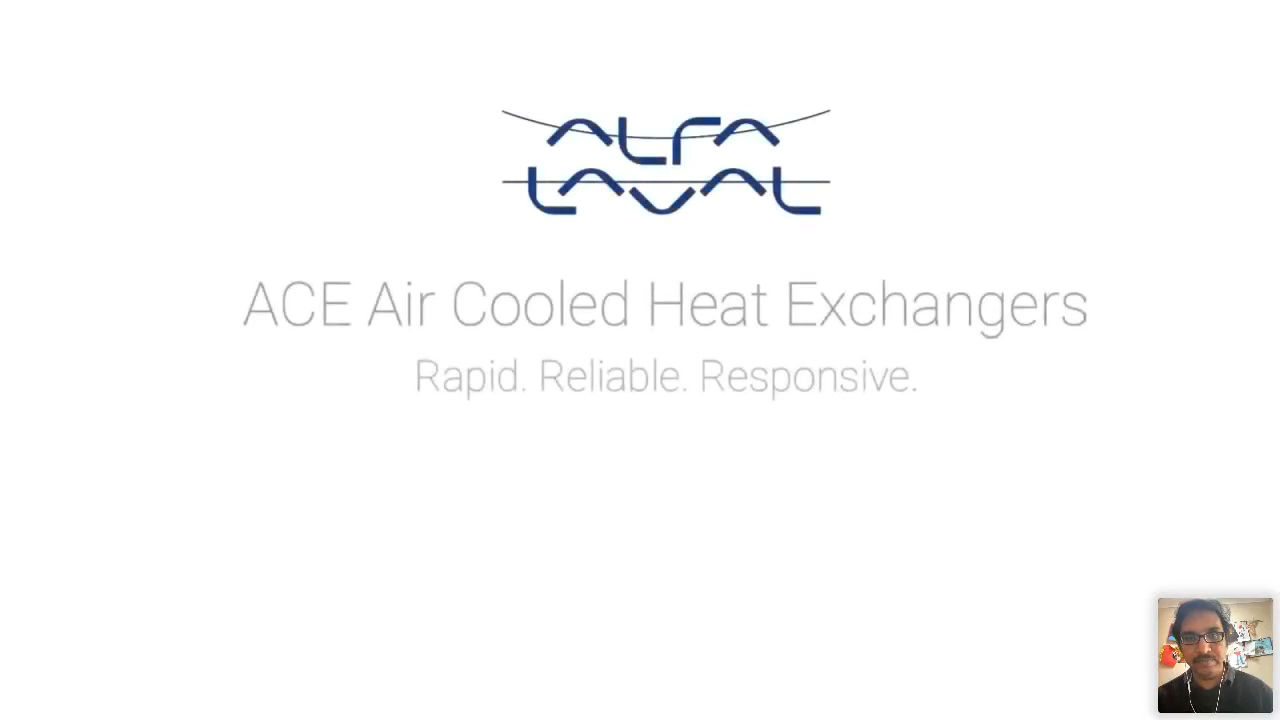 ALFA
LAVAL
ACE Air Cooled Heat Exchangers
Rapid. Reliable. Responsive.